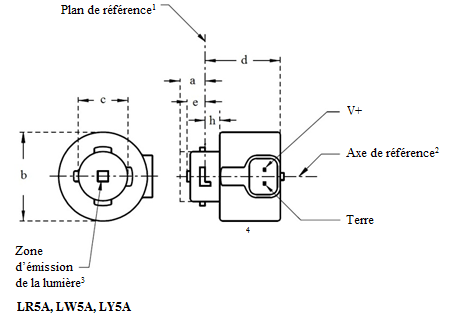 Plan de référence¹
d
a
c
e
h
V+
b
Axe de référence²
Terre
4
Zone
d’émission
de la lumière³
LR5A, LW5A, LY5A